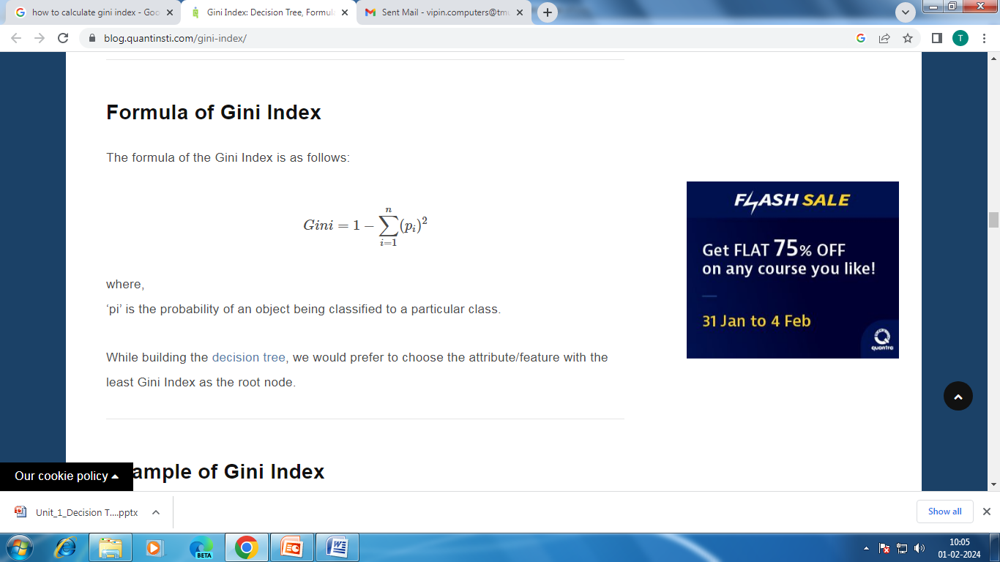 how to calculate gini index - Goo
Gini Index: Decision Tree, Formula
Sent Mail - vipin.computers@tmu
blog.quantinsti.com/gini-index/
T
Formula of Gini Index
The formula of the Gini Index is as follows:
Gini = 1 − ∑ⁿᵢ₌₁ (pᵢ)²
where,
‘pi’ is the probability of an object being classified to a particular class.
While building the decision tree, we would prefer to choose the attribute/feature with the
least Gini Index as the root node.
FLASH SALE
Get FLAT 75% OFF
on any course you like!
31 Jan to 4 Feb
quantra
ample of Gini Index
Our cookie policy
Unit_1_Decision T....pptx
Show all
BETA
10:05
01-02-2024